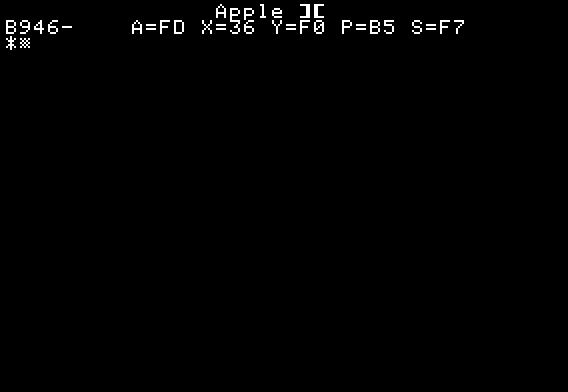 Apple ][
B946-    A=FD X=36 Y=F0 P=B5 S=F7
*▒